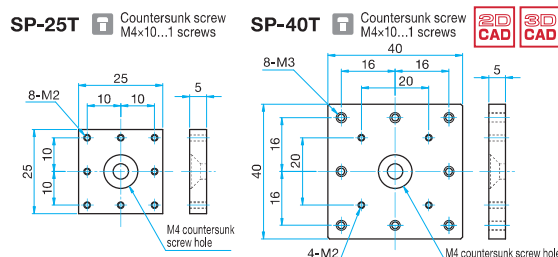 SP-25T Countersunk screw
M4×10...1 screws
SP-40T Countersunk screw
M4×10...1 screws
2D
CAD
3D
CAD
25
5
8-M2
10
10
25
10
10
M4 countersunk
screw hole
40
5
8-M3
16
16
20
40
16
20
16
4-M2
M4 countersunk
screw hole